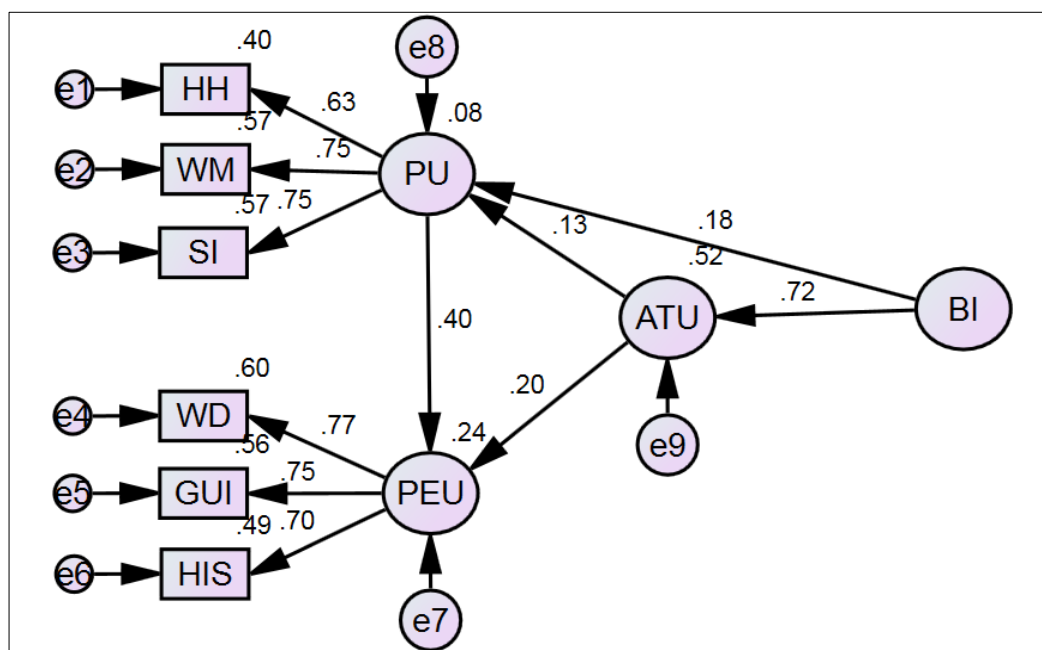 .40
e8
e1
HH
.63
.08
.57
e2
WM
.75
PU
.57
.75
.18
e3
SI
.13
.52
.72
ATU
BI
.40
.60
.20
e4
WD
.77
.24
e9
.56
.75
e5
GUI
PEU
.49
.70
e6
HIS
e7